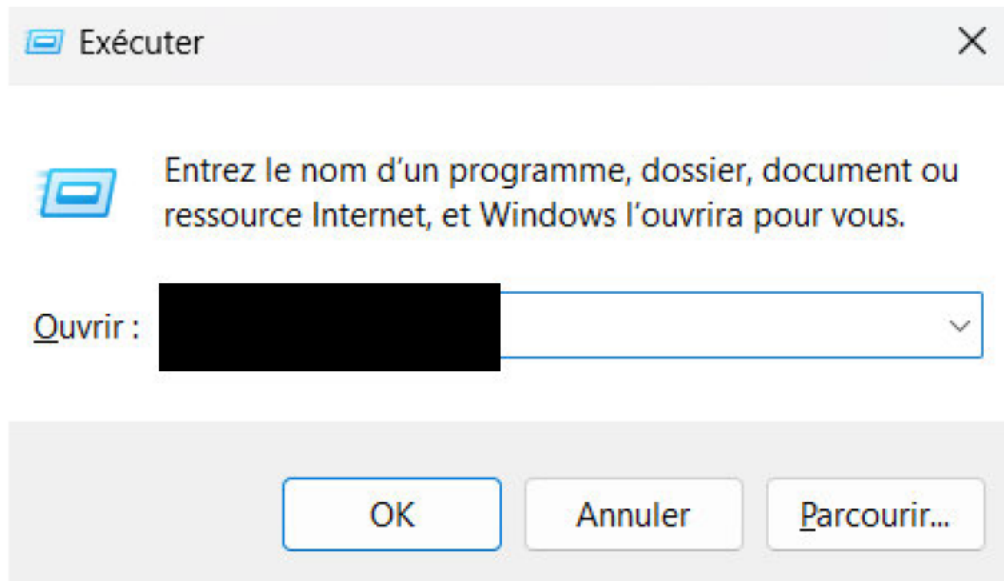 Exécuter
Entrez le nom d'un programme, dossier, document ou
ressource Internet, et Windows l'ouvrira pour vous.
Ouvrir :
OK
Annuler
Parcourir...